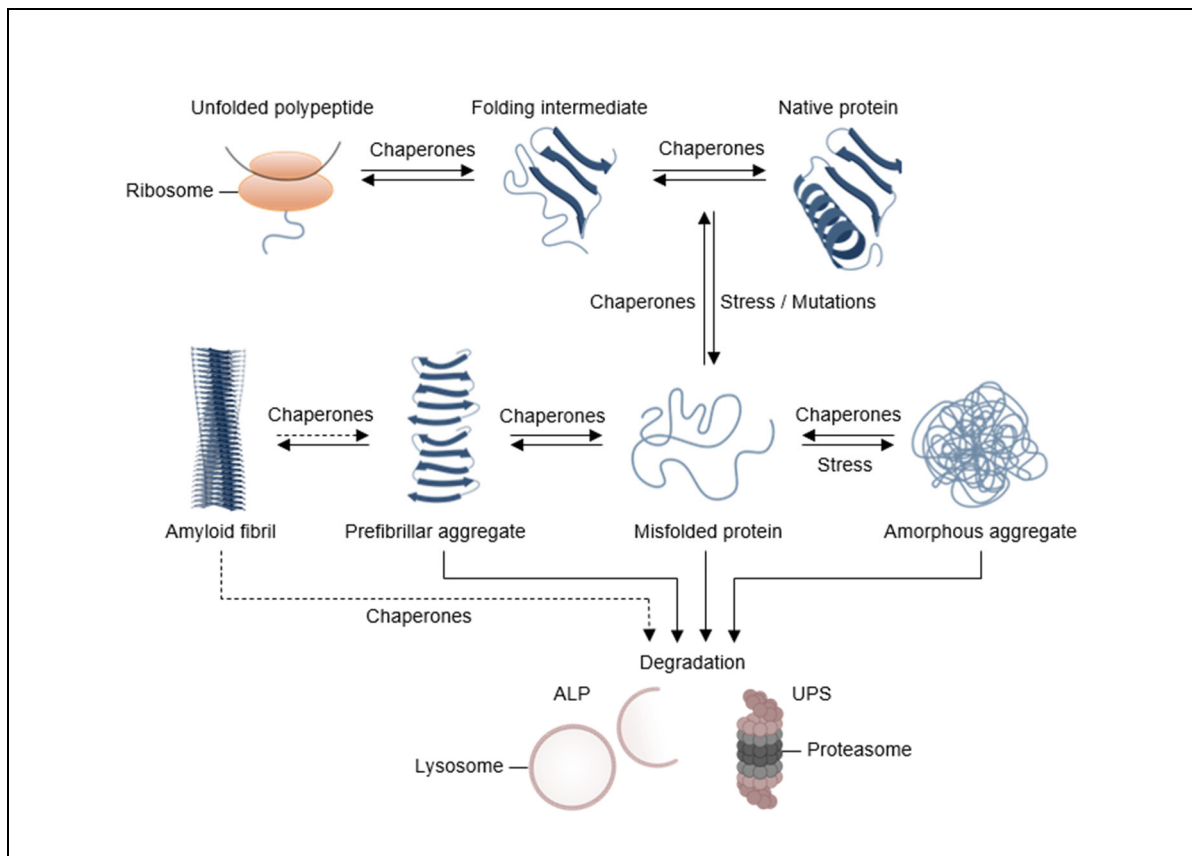 Unfolded polypeptide
Folding intermediate
Native protein
Chaperones
Chaperones
Ribosome
Chaperones
Stress / Mutations
Chaperones
Chaperones
Chaperones
Stress
Amyloid fibril
Prefibrillar aggregate
Misfolded protein
Amorphous aggregate
Chaperones
Degradation
ALP
UPS
Lysosome
Proteasome